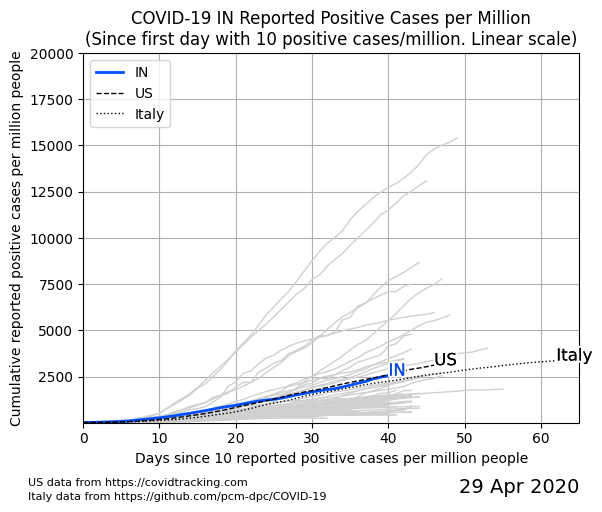 COVID-19 IN Reported Positive Cases per Million
(Since first day with 10 positive cases/million. Linear scale)
Cumulative reported positive cases per million people
20000
17500
15000
12500
10000
7500
5000
2500
IN
US
Italy
IN
US
Italy
0
10
20
30
40
50
60
Days since 10 reported positive cases per million people
US data from https://covidtracking.com
Italy data from https://github.com/pcm-dpc/COVID-19
29 Apr 2020